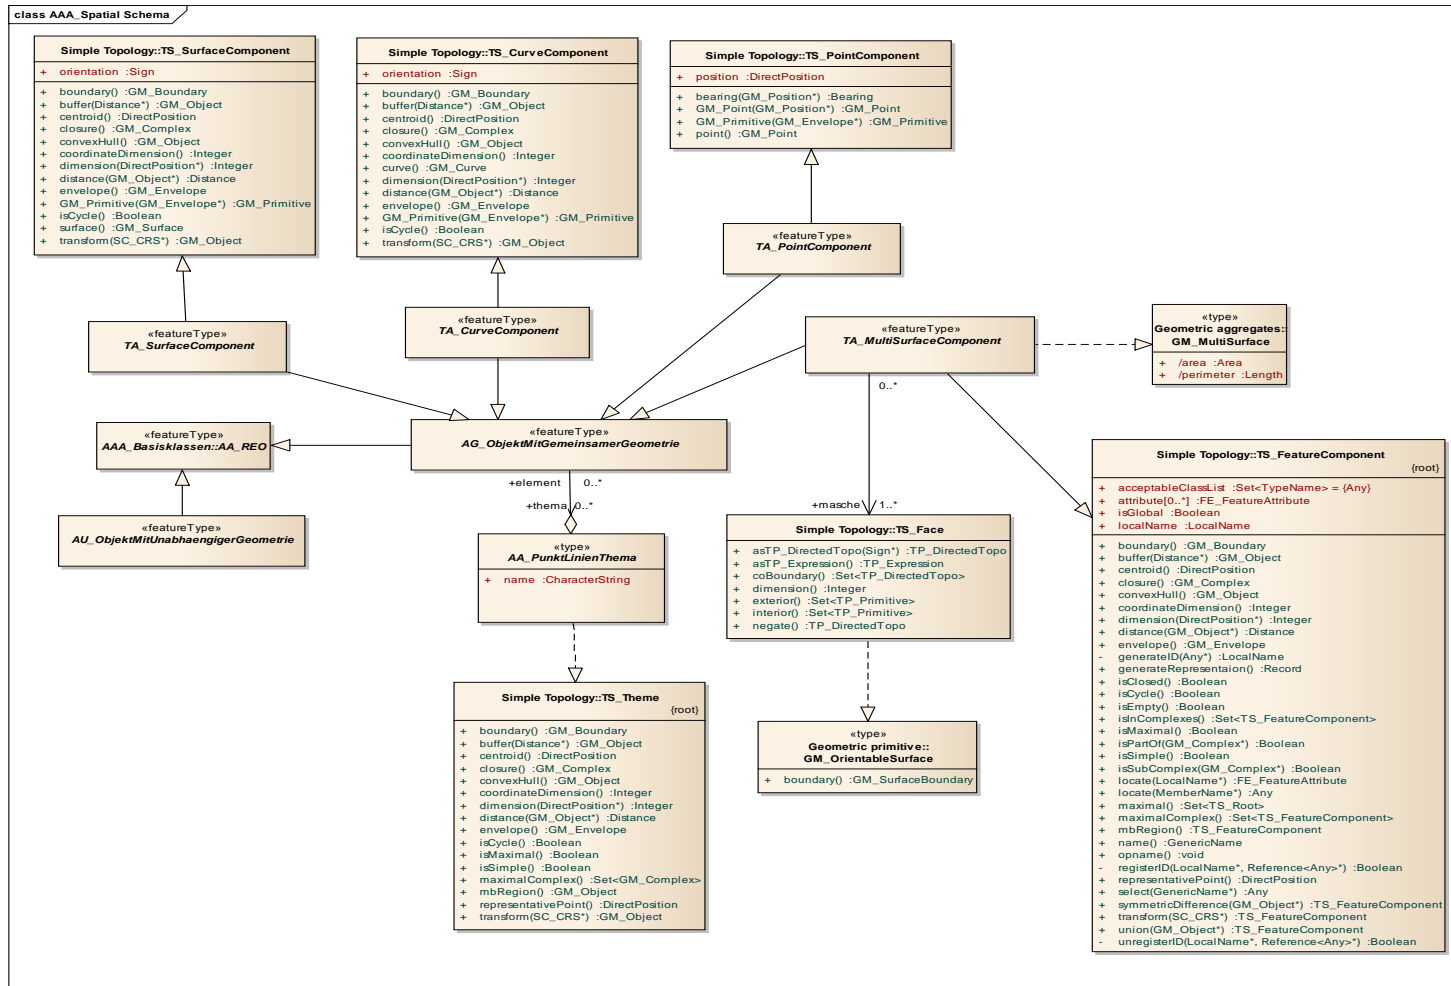 class AAA_Spatial Schema
Simple Topology::TS_SurfaceComponent
+ orientation :Sign
+ boundary() :GM_Boundary
+ buffer(Distance*) :GM_Object
+ centroid() :DirectPosition
+ closure() :GM_Complex
+ convexHull() :GM_Object
+ coordinateDimension() :Integer
+ dimension(DirectPosition*) :Integer
+ distance(GM_Object*) :Distance
+ envelope() :GM_Envelope
+ GM_Primitive(GM_Envelope*) :GM_Primitive
+ isCycle() :Boolean
+ surface() :GM_Surface
+ transform(SC_CRS*) :GM_Object
Simple Topology::TS_CurveComponent
+ orientation :Sign
+ boundary() :GM_Boundary
+ buffer(Distance*) :GM_Object
+ centroid() :DirectPosition
+ closure() :GM_Complex
+ convexHull() :GM_Object
+ coordinateDimension() :Integer
+ curve() :GM_Curve
+ dimension(DirectPosition*) :Integer
+ distance(GM_Object*) :Distance
+ envelope() :GM_Envelope
+ GM_Primitive(GM_Envelope*) :GM_Primitive
+ isCycle() :Boolean
+ transform(SC_CRS*) :GM_Object
Simple Topology::TS_PointComponent
+ position :DirectPosition
+ bearing(GM_Position*) :Bearing
+ GM_Point(GM_Position*) :GM_Point
+ GM_Primitive(GM_Envelope*) :GM_Primitive
+ point() :GM_Point
«featureType»
TA_PointComponent
«featureType»
TA_SurfaceComponent
«featureType»
TA_CurveComponent
«featureType»
TA_MultiSurfaceComponent
«type»
Geometric aggregates::
GM_MultiSurface
+ /area :Area
+ /perimeter :Length
0..*
«featureType»
AAA_Basisklassen::AA_REO
«featureType»
AG_ObjektMitGemeinsamerGeometrie
+element 0..*
+thema 0..*
+masche 1..*
«featureType»
AU_ObjektMitUnabhaengigerGeometrie
«type»
AA_PunktLinienThema
+ name :CharacterString
Simple Topology::TS_Face
+ asTP_DirectedTopo(Sign*) :TP_DirectedTopo
+ asTP_Expression() :TP_Expression
+ coBoundary() :Set<TP_DirectedTopo>
+ dimension() :Integer
+ exterior() :Set<TP_Primitive>
+ interior() :Set<TP_Primitive>
+ negate() :TP_DirectedTopo
Simple Topology::TS_Theme
{root}
+ boundary() :GM_Boundary
+ buffer(Distance*) :GM_Object
+ centroid() :DirectPosition
+ closure() :GM_Complex
+ convexHull() :GM_Object
+ coordinateDimension() :Integer
+ dimension(DirectPosition*) :Integer
+ distance(GM_Object*) :Distance
+ envelope() :GM_Envelope
+ isCycle() :Boolean
+ isMaximal() :Boolean
+ isSimple() :Boolean
+ maximalComplex() :Set<GM_Complex>
+ mbRegion() :GM_Object
+ representativePoint() :DirectPosition
+ transform(SC_CRS*) :GM_Object
«type»
Geometric primitive::
GM_OrientableSurface
+ boundary() :GM_SurfaceBoundary
Simple Topology::TS_FeatureComponent
{root}
+ acceptableClassList :Set<TypeName> = {Any}
+ attribute[0..*] :FE_FeatureAttribute
+ isGlobal :Boolean
+ localName :LocalName
+ boundary() :GM_Boundary
+ buffer(Distance*) :GM_Object
+ centroid() :DirectPosition
+ closure() :GM_Complex
+ convexHull() :GM_Object
+ coordinateDimension() :Integer
+ dimension(DirectPosition*) :Integer
+ distance(GM_Object*) :Distance
+ envelope() :GM_Envelope
- generateID(Any*) :LocalName
+ generateRepresentaion() :Record
+ isClosed() :Boolean
+ isCycle() :Boolean
+ isEmpty() :Boolean
+ isInComplexes() :Set<TS_FeatureComponent>
+ isMaximal() :Boolean
+ isPartOf(GM_Complex*) :Boolean
+ isSimple() :Boolean
+ isSubComplex(GM_Complex*) :Boolean
+ locate(LocalName*) :FE_FeatureAttribute
+ locate(MemberName*) :Any
+ maximal() :Set<TS_Root>
+ maximalComplex() :Set<TS_FeatureComponent>
+ mbRegion() :TS_FeatureComponent
+ name() :GenericName
+ opname() :void
- registerID(LocalName*, Reference<Any>*) :Boolean
+ representativePoint() :DirectPosition
+ select(GenericName*) :Any
+ symmetricDifference(GM_Object*) :TS_FeatureComponent
+ transform(SC_CRS*) :TS_FeatureComponent
+ union(GM_Object*) :TS_FeatureComponent
- unregisterID(LocalName*, Reference<Any>*) :Boolean